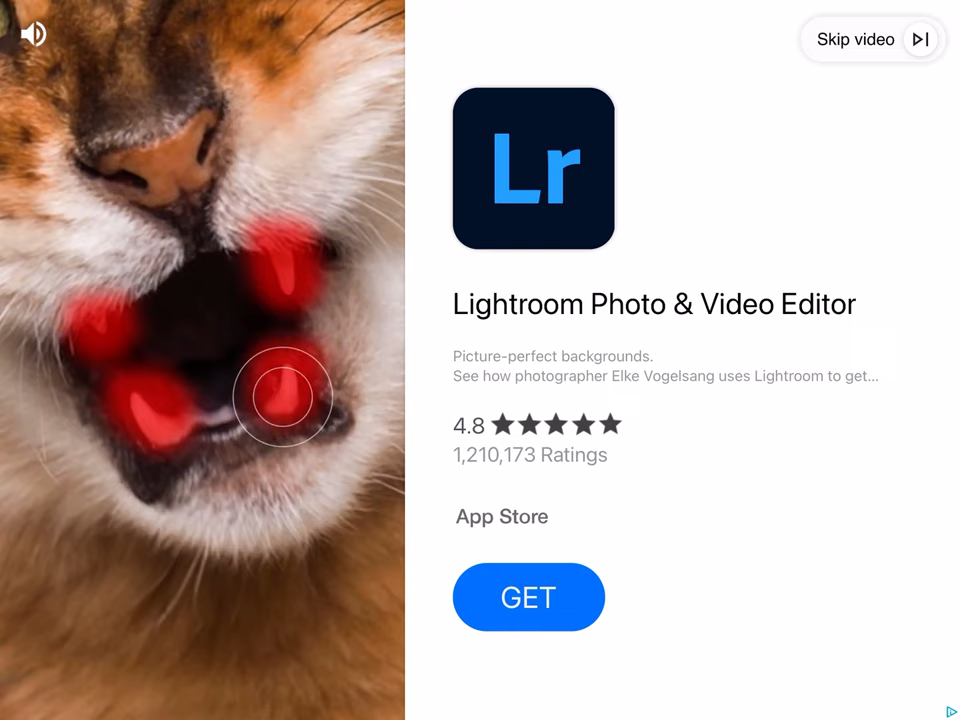 Skip video
Lr
Lightroom Photo & Video Editor
Picture-perfect backgrounds.
See how photographer Elke Vogelsang uses Lightroom to get...
4.8
1,210,173 Ratings
App Store
GET